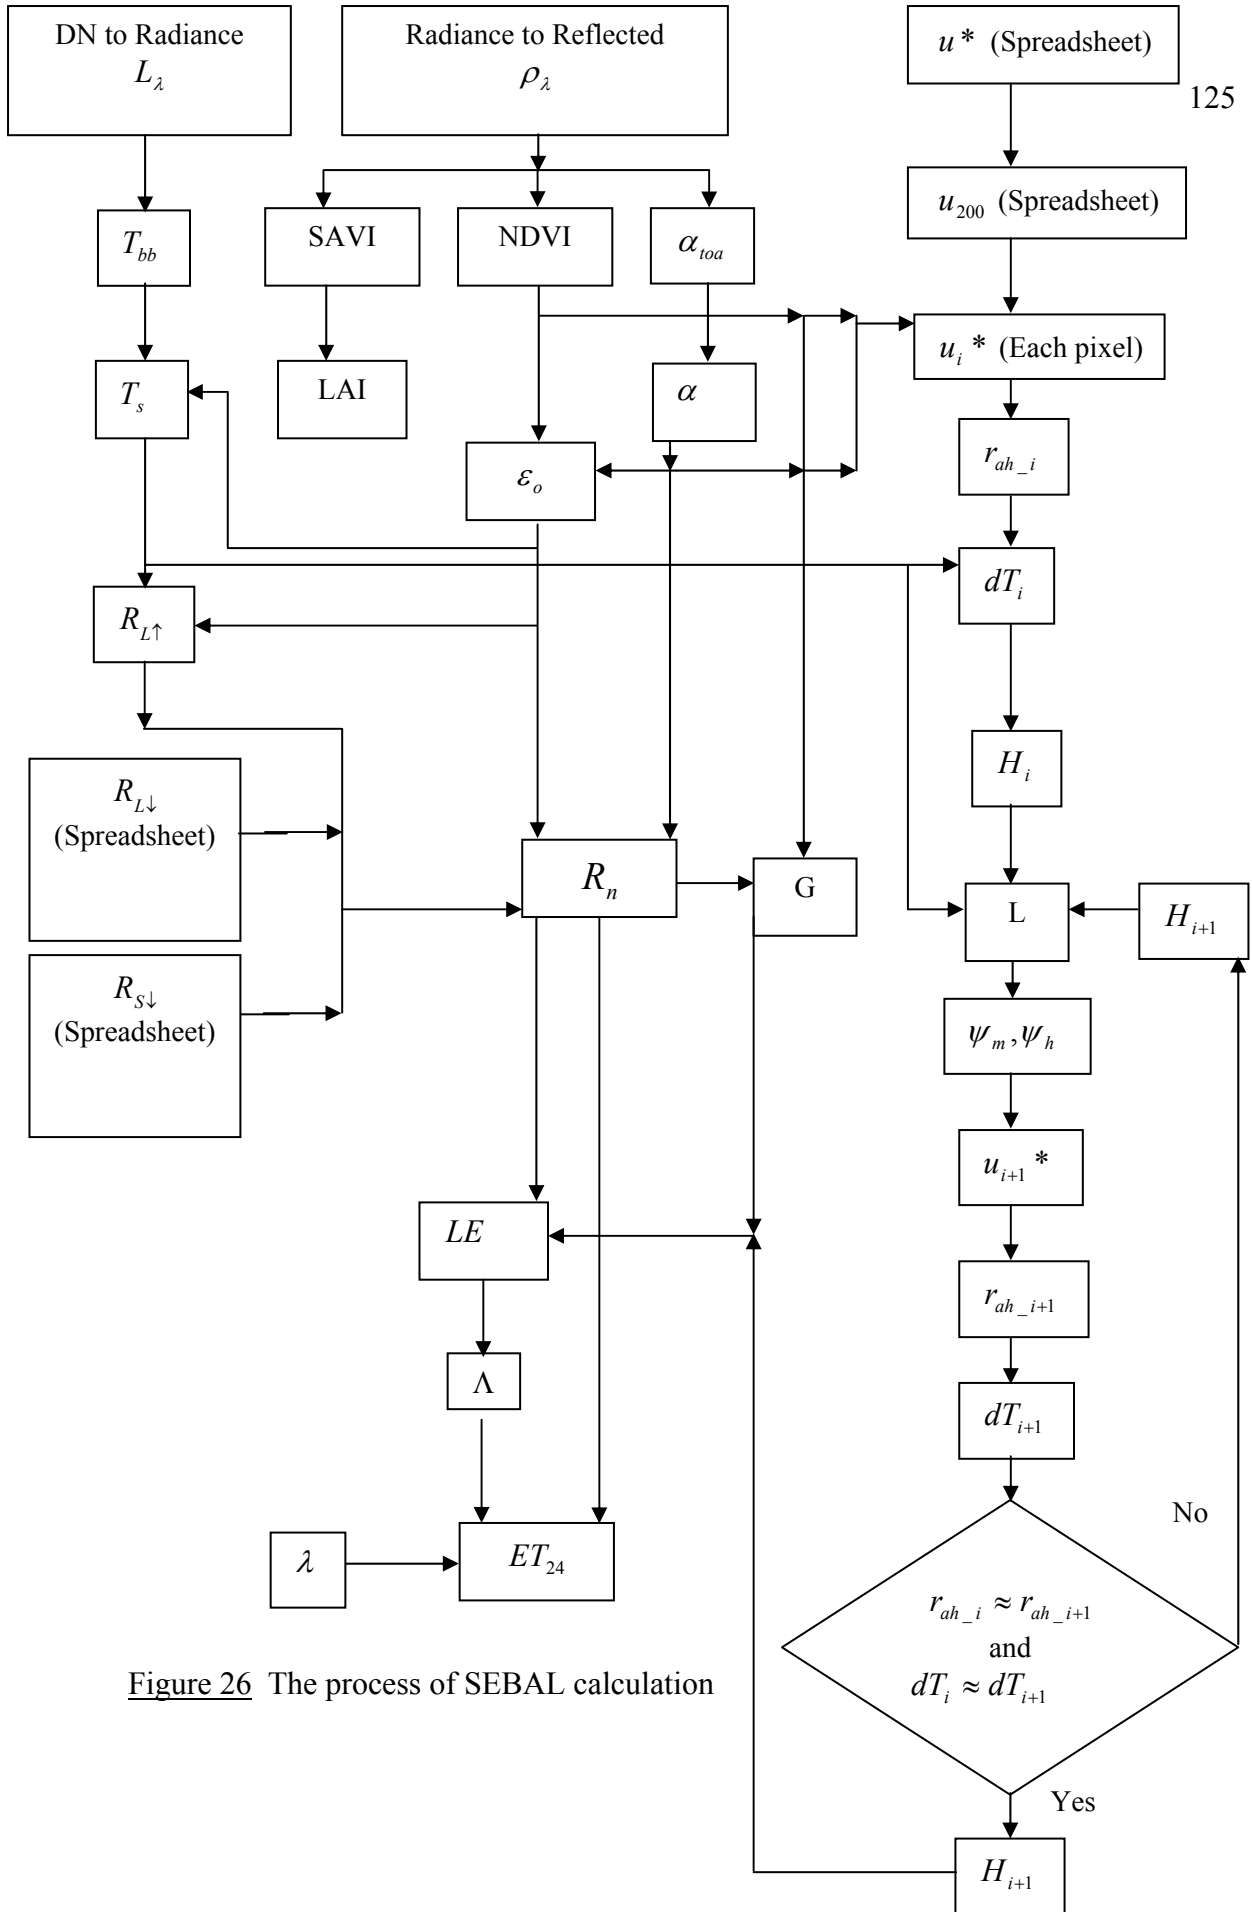 DN to Radiance
L_λ
Radiance to Reflected
ρ_λ
u* (Spreadsheet)
125
u_200 (Spreadsheet)
T_bb
SAVI
NDVI
α_toa
u_i* (Each pixel)
T_s
LAI
α
r_ah_i
ε_o
dT_i
R_L↑
H_i
R_L↓
(Spreadsheet)
R_n
G
L
H_i+1
R_S↓
(Spreadsheet)
ψ_m, ψ_h
u_i+1*
LE
r_ah_i+1
Λ
dT_i+1
No
λ
ET_24
r_ah_i ≈ r_ah_i+1
and
dT_i ≈ dT_i+1
Figure 26 The process of SEBAL calculation
Yes
H_i+1